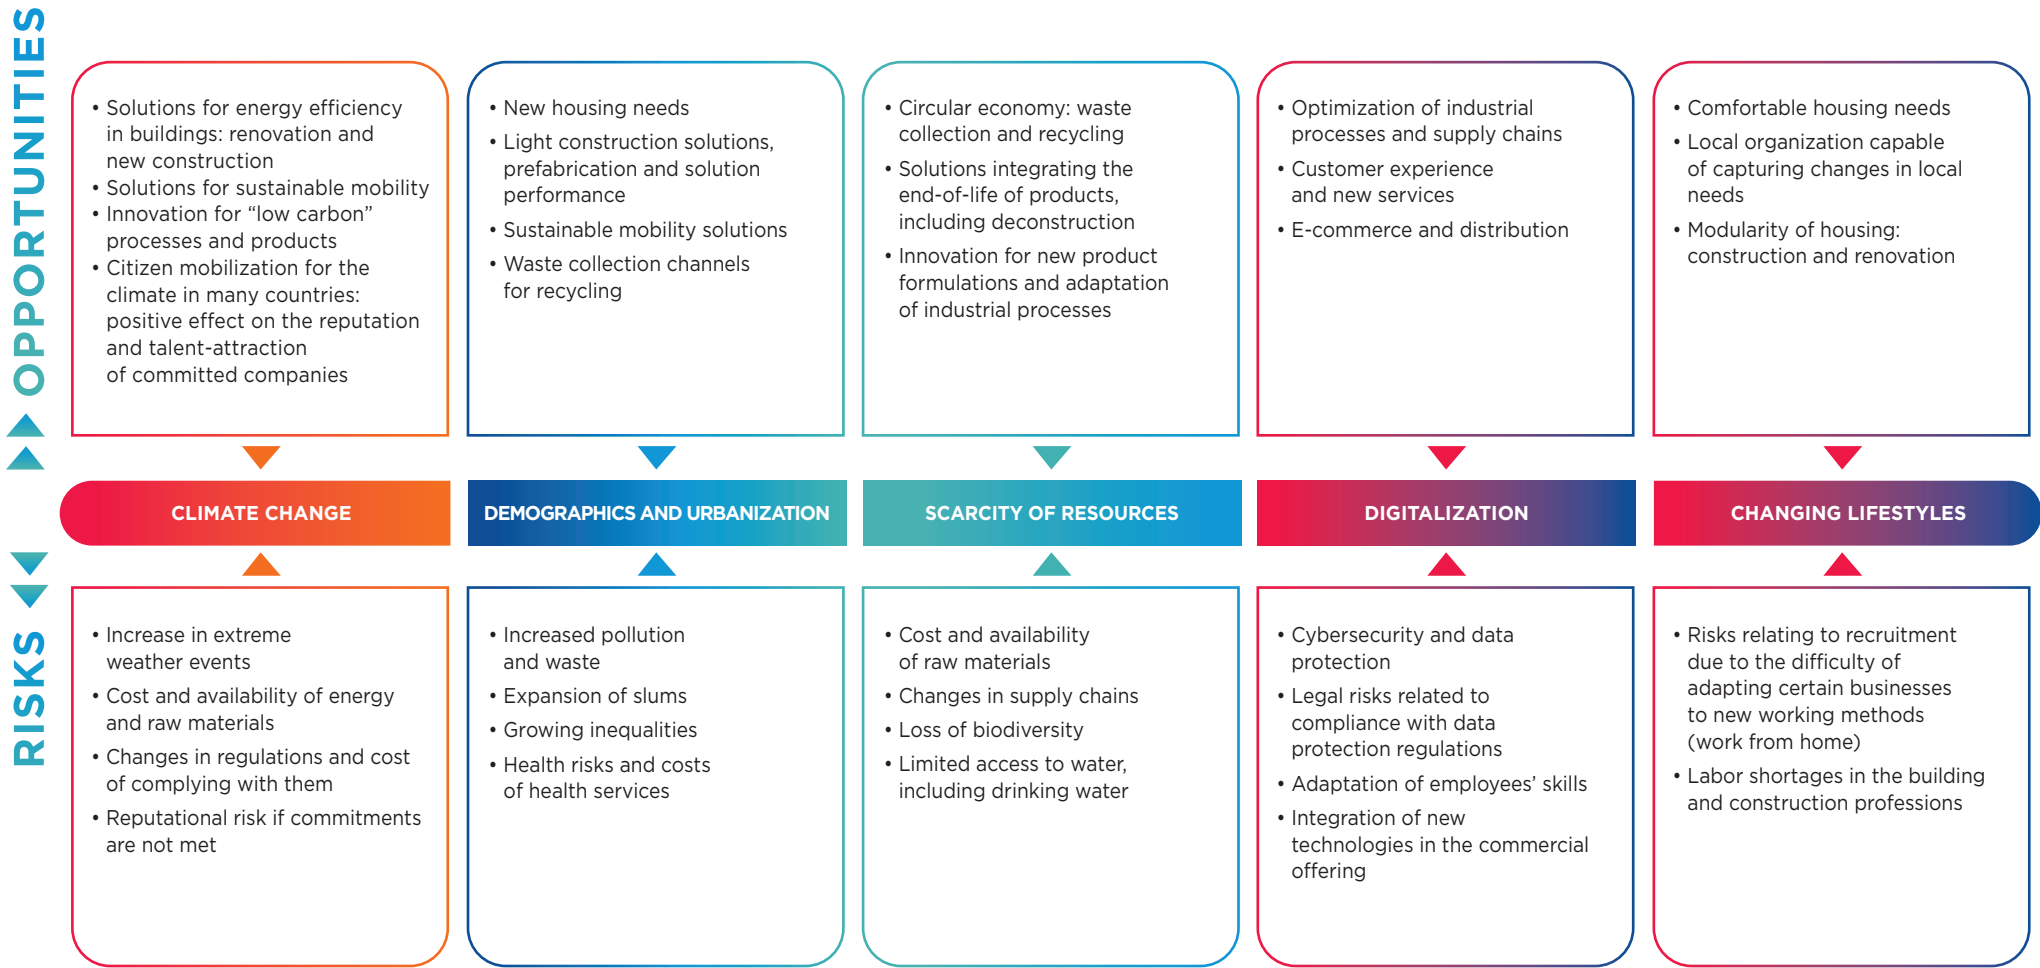 OPPORTUNITIES
• Solutions for energy efficiency
in buildings: renovation and
new construction
• Solutions for sustainable mobility
• Innovation for “low carbon”
processes and products
• Citizen mobilization for the
climate in many countries:
positive effect on the reputation
and talent-attraction
of committed companies
• New housing needs
• Light construction solutions,
prefabrication and solution
performance
• Sustainable mobility solutions
• Waste collection channels
for recycling
• Circular economy: waste
collection and recycling
• Solutions integrating the
end-of-life of products,
including deconstruction
• Innovation for new product
formulations and adaptation
of industrial processes
• Optimization of industrial
processes and supply chains
• Customer experience
and new services
• E-commerce and distribution
• Comfortable housing needs
• Local organization capable
of capturing changes in local
needs
• Modularity of housing:
construction and renovation
CLIMATE CHANGE
DEMOGRAPHICS AND URBANIZATION
SCARCITY OF RESOURCES
DIGITALIZATION
CHANGING LIFESTYLES
RISKS
• Increase in extreme
weather events
• Cost and availability of energy
and raw materials
• Changes in regulations and cost
of complying with them
• Reputational risk if commitments
are not met
• Increased pollution
and waste
• Expansion of slums
• Growing inequalities
• Health risks and costs
of health services
• Cost and availability
of raw materials
• Changes in supply chains
• Loss of biodiversity
• Limited access to water,
including drinking water
• Cybersecurity and data
protection
• Legal risks related to
compliance with data
protection regulations
• Adaptation of employees’ skills
• Integration of new
technologies in the commercial
offering
• Risks relating to recruitment
due to the difficulty of
adapting certain businesses
to new working methods
(work from home)
• Labor shortages in the building
and construction professions